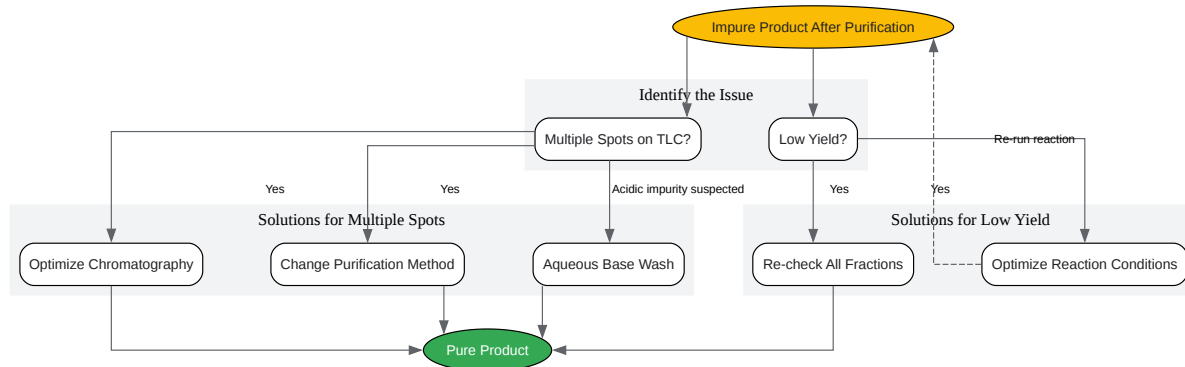 Impure Product After Purification
Identify the Issue
Multiple Spots on TLC?
Low Yield?
Re-run reaction
Yes
Yes
Acidic impurity suspected
Yes
Yes
Solutions for Multiple Spots
Solutions for Low Yield
Optimize Chromatography
Change Purification Method
Aqueous Base Wash
Re-check All Fractions
Optimize Reaction Conditions
Pure Product